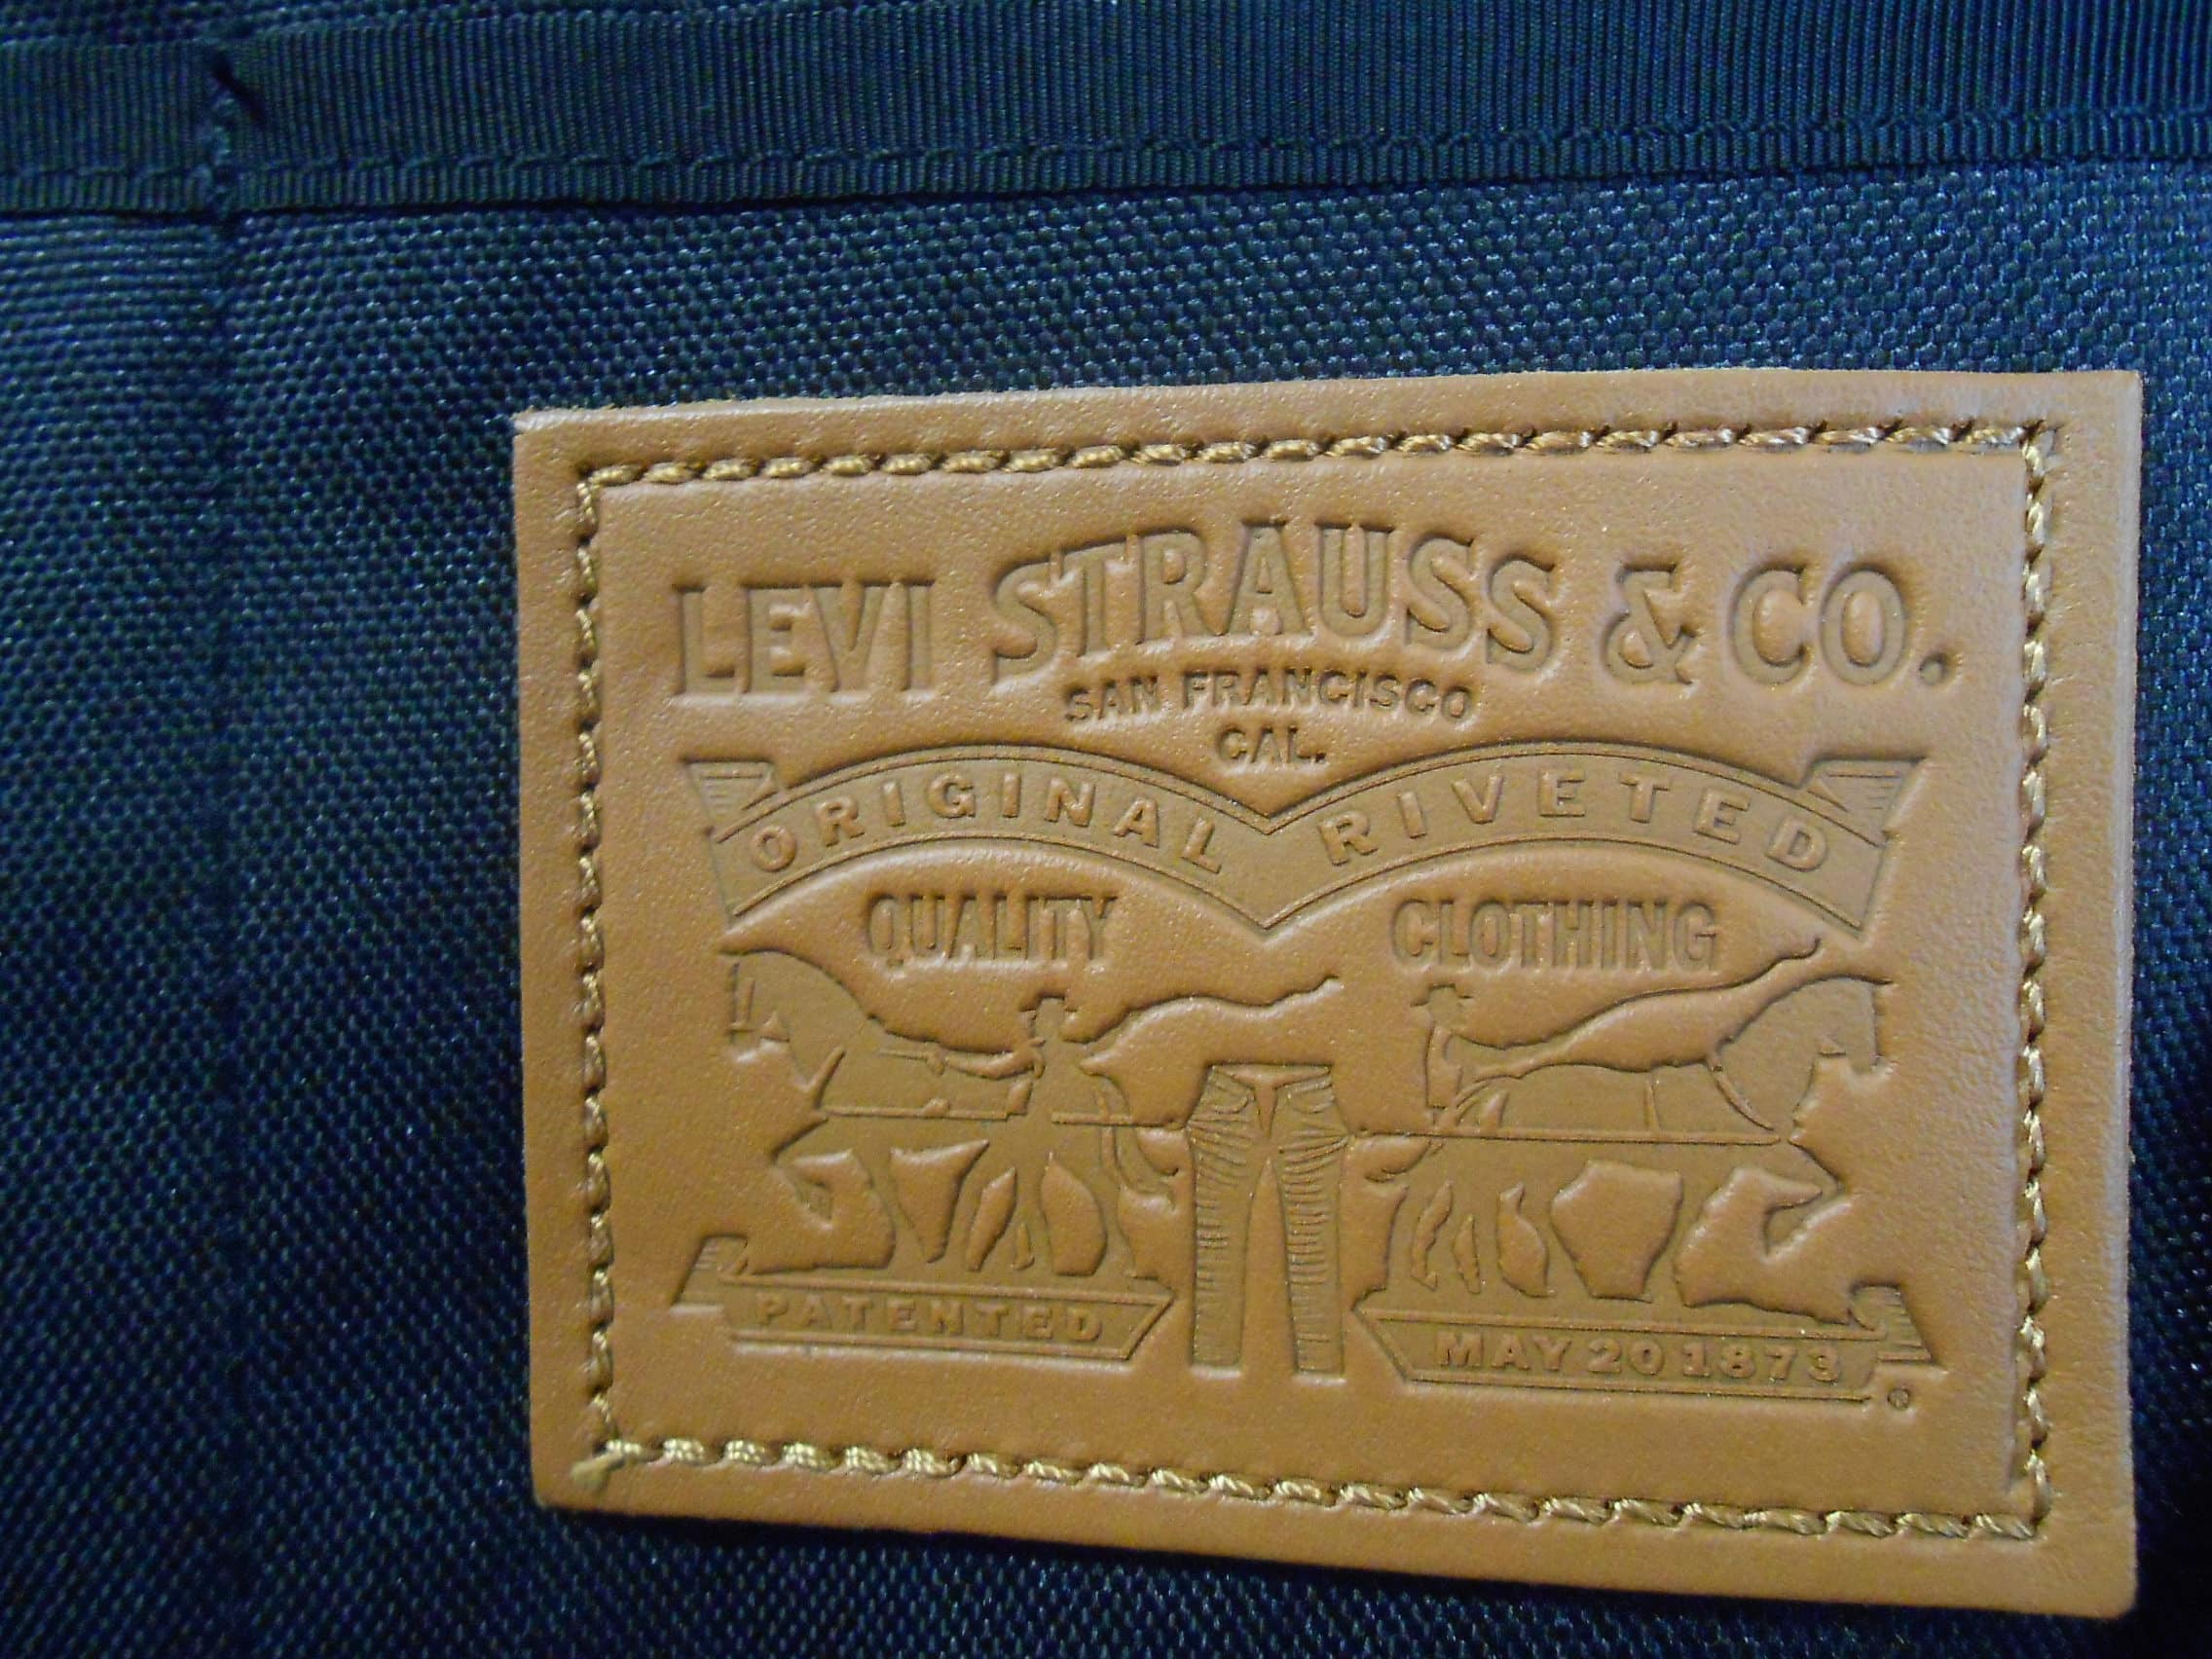 LEVI STRAUSS & CO.
SAN FRANCISCO
CAL.
ORIGINAL RIVETED
QUALITY CLOTHING
PATENTED MAY 20 1873
®